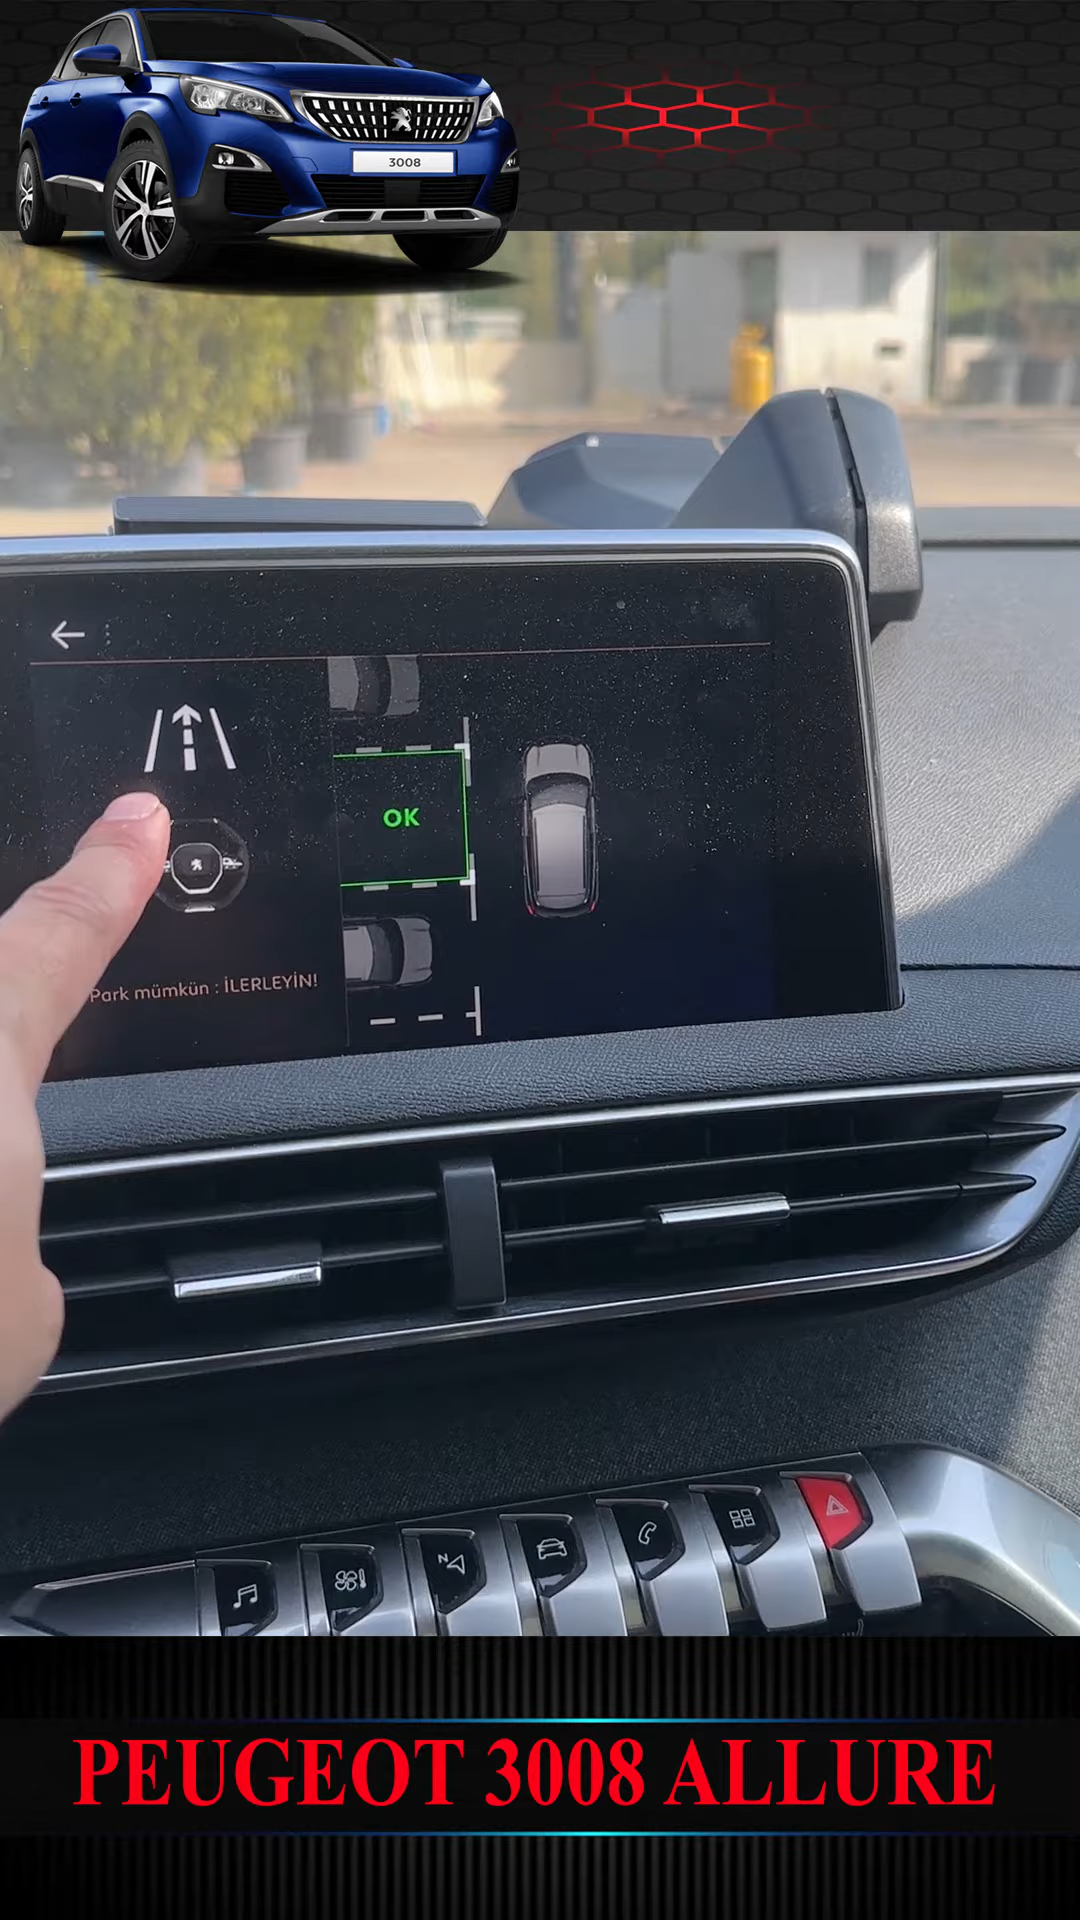 3008
OK
Park mümkün : İLERLEYİN!
N
PEUGEOT 3008 ALLURE